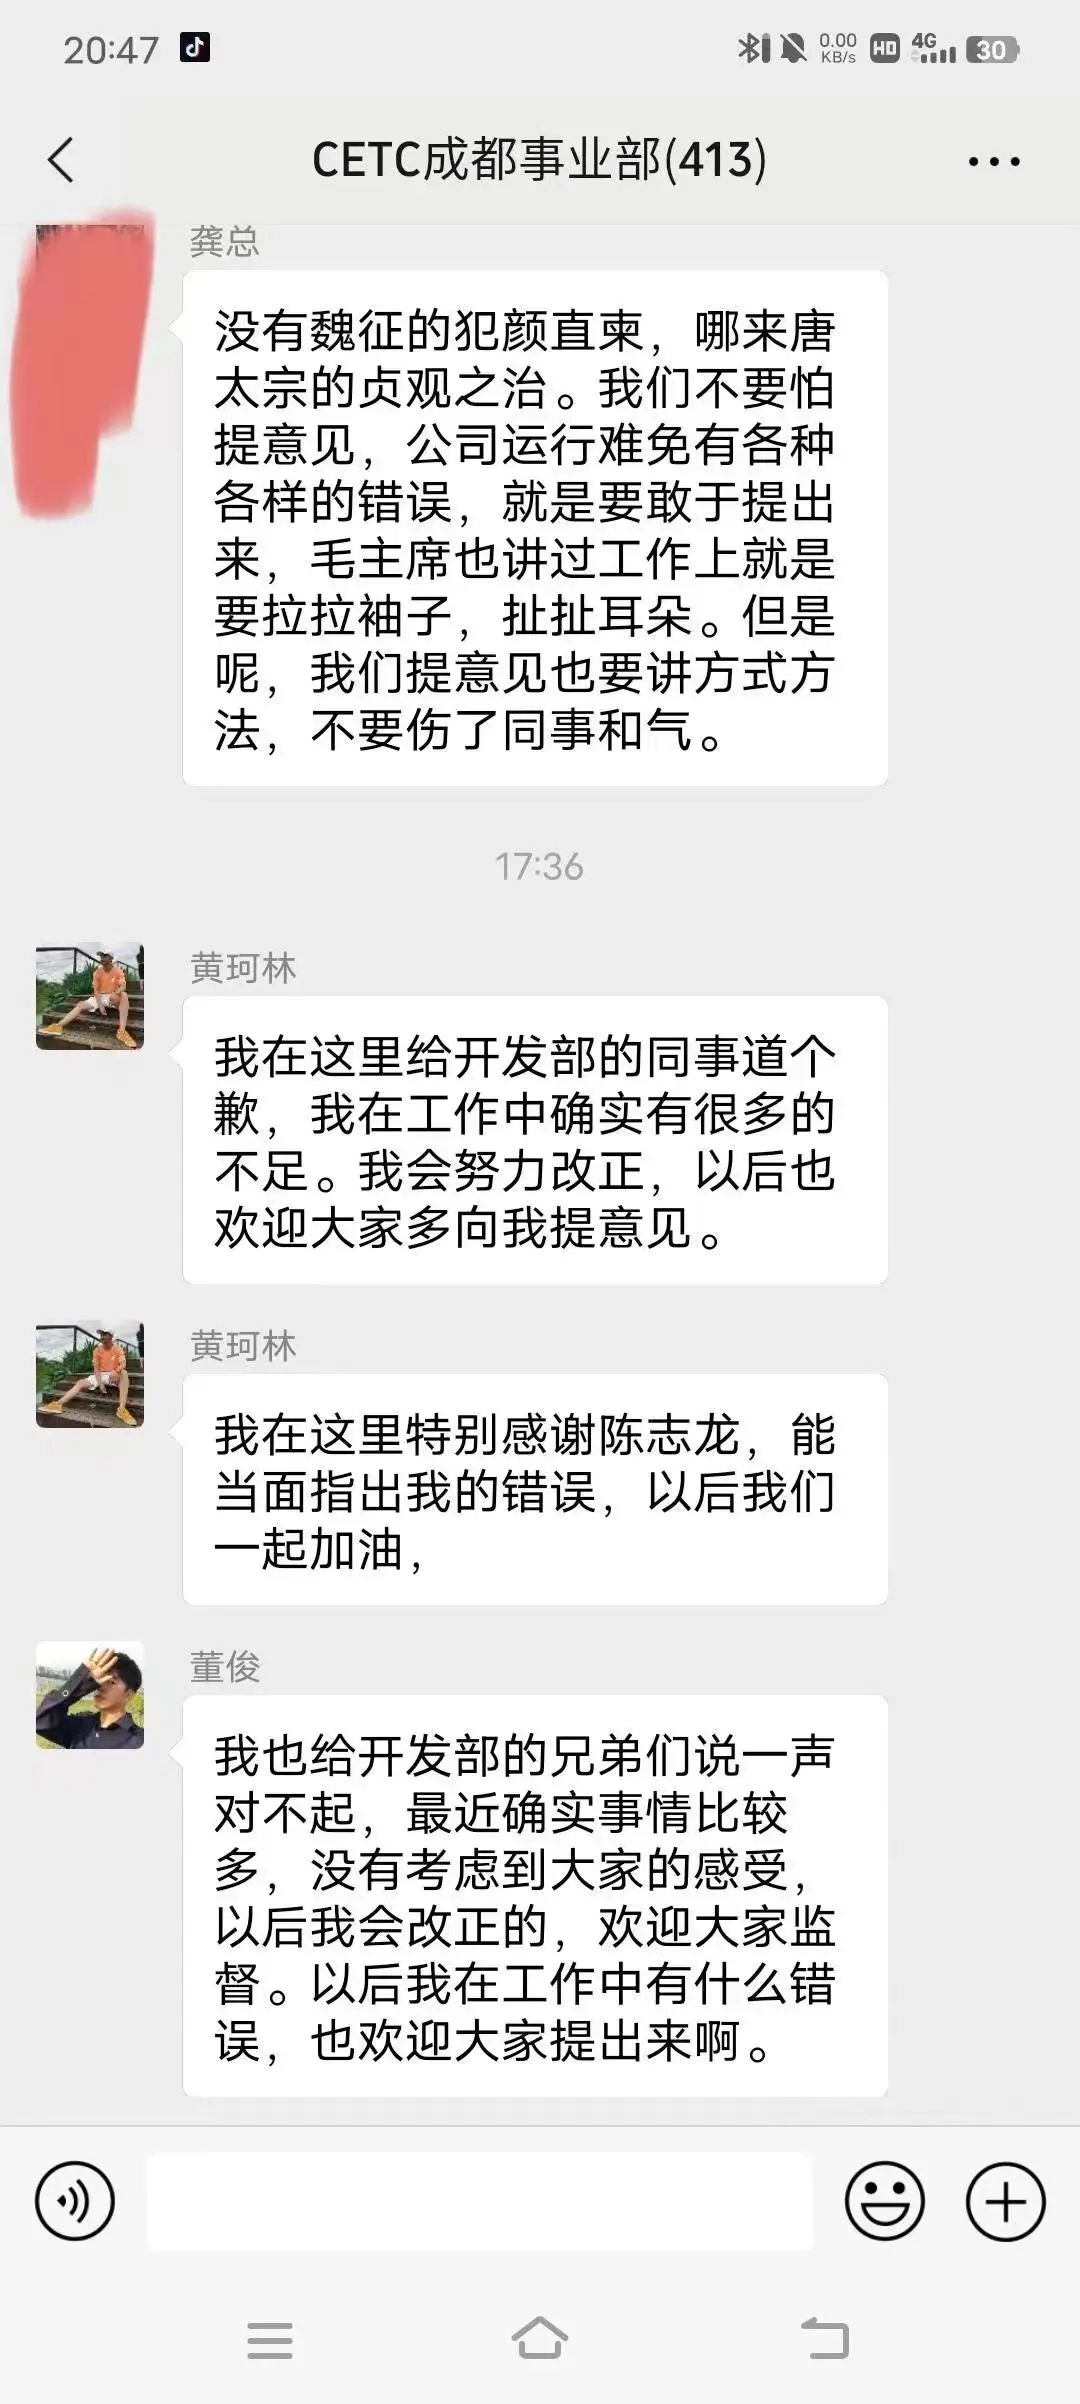 20:47
0.00
KB/s
HD
4G
30
CETC成都事业部(413)
龚总
没有魏征的犯颜直柬，哪来唐
太宗的贞观之治。我们不要怕
提意见，公司运行难免有各种
各样的错误，就是要敢于提出
来，毛主席也讲过工作上就是
要拉拉袖子，扯扯耳朵。但是
呢，我们提意见也要讲方式方
法，不要伤了同事和气。
17:36
黄珂林
我在这里给开发部的同事道个
歉，我在工作中确实有很多的
不足。我会努力改正，以后也
欢迎大家多向我提意见。
黄珂林
我在这里特别感谢陈志龙，能
当面指出我的错误，以后我们
一起加油，
董俊
我也给开发部的兄弟们说一声
对不起，最近确实事情比较
多，没有考虑到大家的感受，
以后我会改正的，欢迎大家监
督。以后我在工作中有什么错
误，也欢迎大家提出来啊。